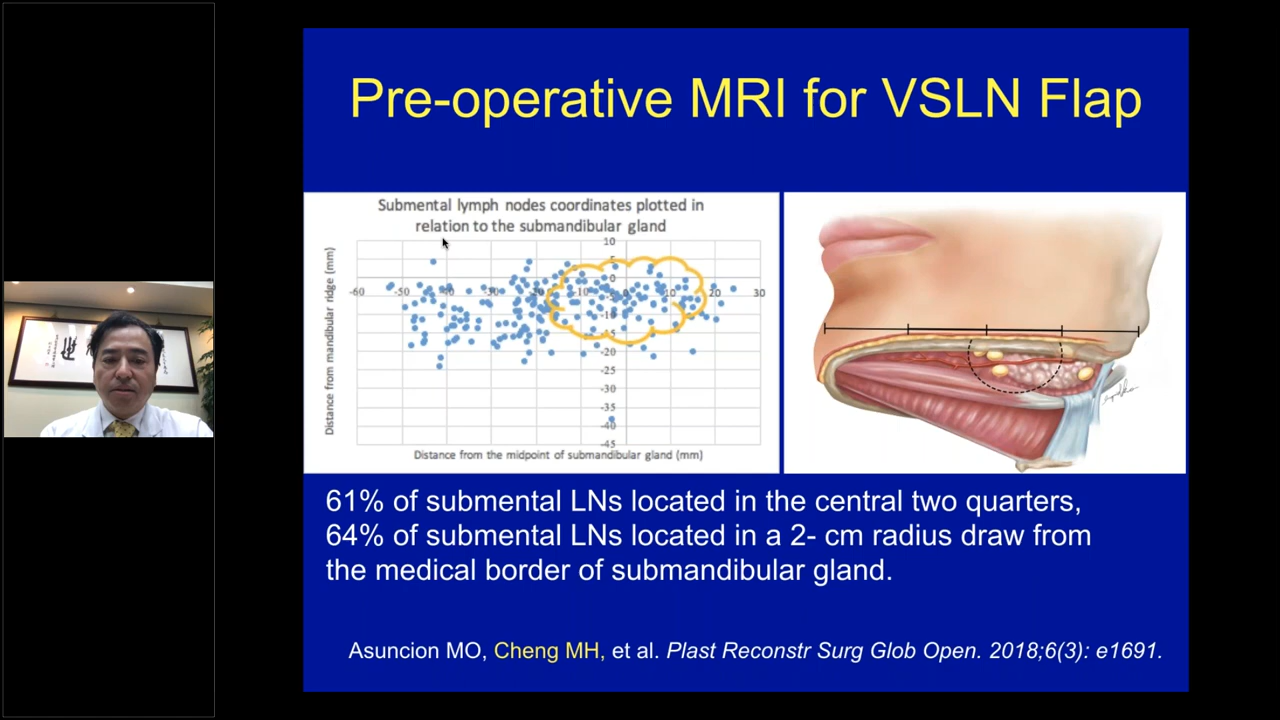 Pre-operative MRI for VSLN Flap
Submental lymph nodes coordinates plotted in
relation to the submandibular gland
Distance from mandibular ridge (mm)
10
5
0
-60 -50 -40 -30 -20 -10 0 10 20 30
-5
-10
-15
-20
-25
-30
-35
-40
-45
Distance from the midpoint of submandibular gland (mm)
61% of submental LNs located in the central two quarters,
64% of submental LNs located in a 2- cm radius draw from
the medical border of submandibular gland.
Asuncion MO, Cheng MH, et al. Plast Reconstr Surg Glob Open. 2018;6(3): e1691.